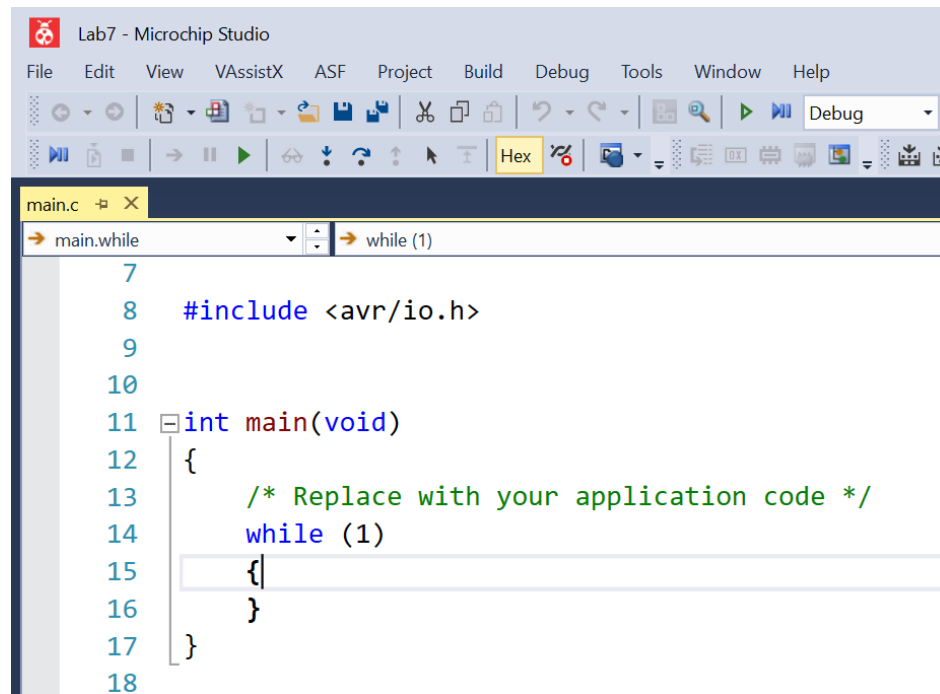 Lab7 - Microchip Studio
File Edit View VAssistX ASF Project Build Debug Tools Window Help
Debug
Hex
main.c
main.while while (1)
7
8 #include <avr/io.h>
9
10
11 int main(void)
12 {
13 /* Replace with your application code */
14 while (1)
15 {
16 }
17 }
18